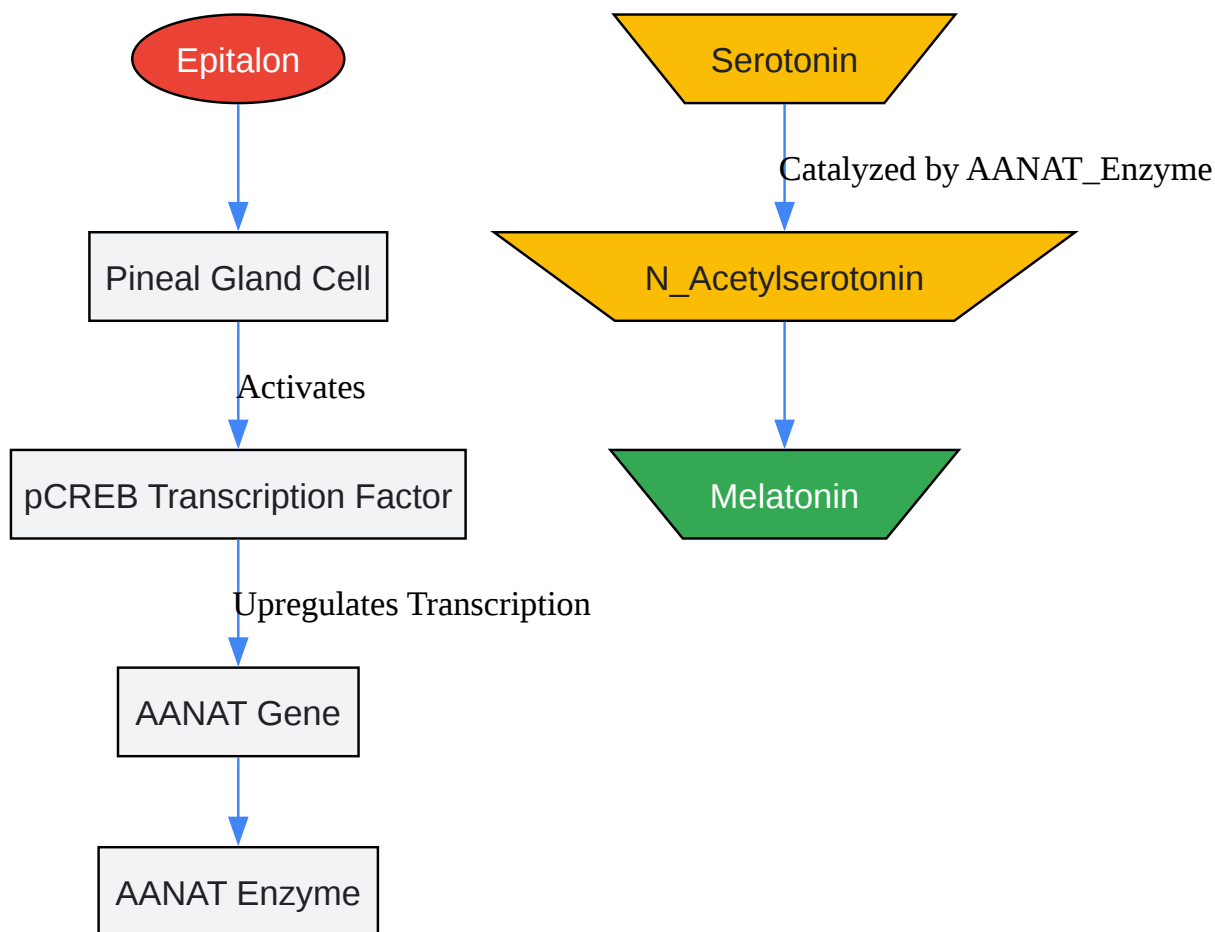 Epitalon
Pineal Gland Cell
Activates
pCREB Transcription Factor
Upregulates Transcription
AANAT Gene
AANAT Enzyme
Serotonin
Catalyzed by AANAT_Enzyme
N_Acetylserotonin
Melatonin